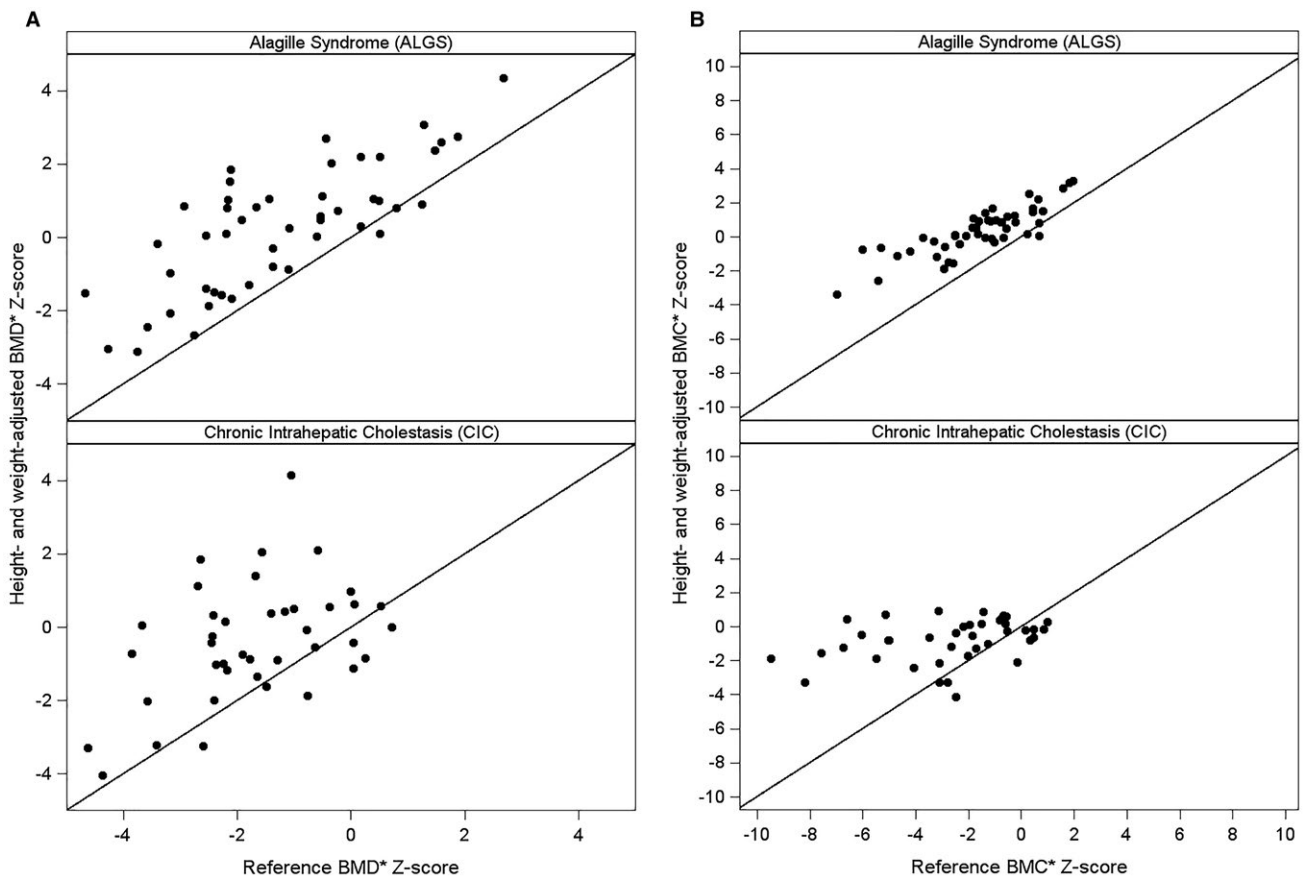 A
Alagille Syndrome (ALGS)
4
2
0
-2
-4
Chronic Intrahepatic Cholestasis (CIC)
4
2
0
-2
-4
-4 -2 0 2 4
Reference BMD* Z-score
Height- and weight-adjusted BMD* Z-score
B
Alagille Syndrome (ALGS)
10
8
6
4
2
0
-2
-4
-6
-8
-10
Chronic Intrahepatic Cholestasis (CIC)
10
8
6
4
2
0
-2
-4
-6
-8
-10
-10 -8 -6 -4 -2 0 2 4 6 8 10
Reference BMC* Z-score
Height- and weight-adjusted BMC* Z-score